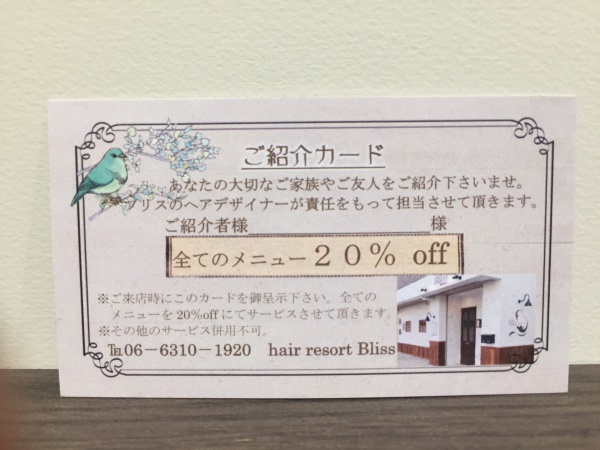 ご紹介カード
あなたの大切なご家族やご友人をご紹介下さいませ。
ブリスのヘアデザイナーが責任をもって担当させて頂きます。
ご紹介者様 様
全てのメニュー20% off
※ご来店時にこのカードを御呈示下さい。全ての
メニューを20%offにてサービスさせて頂きます。
※その他のサービス併用不可。
℡06-6310-1920 hair resort Bliss